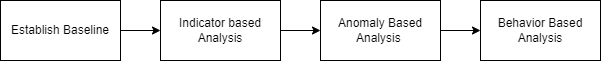 Establish Baseline
Indicator based
Analysis
Anomaly Based
Analysis
Behavior Based
Analysis